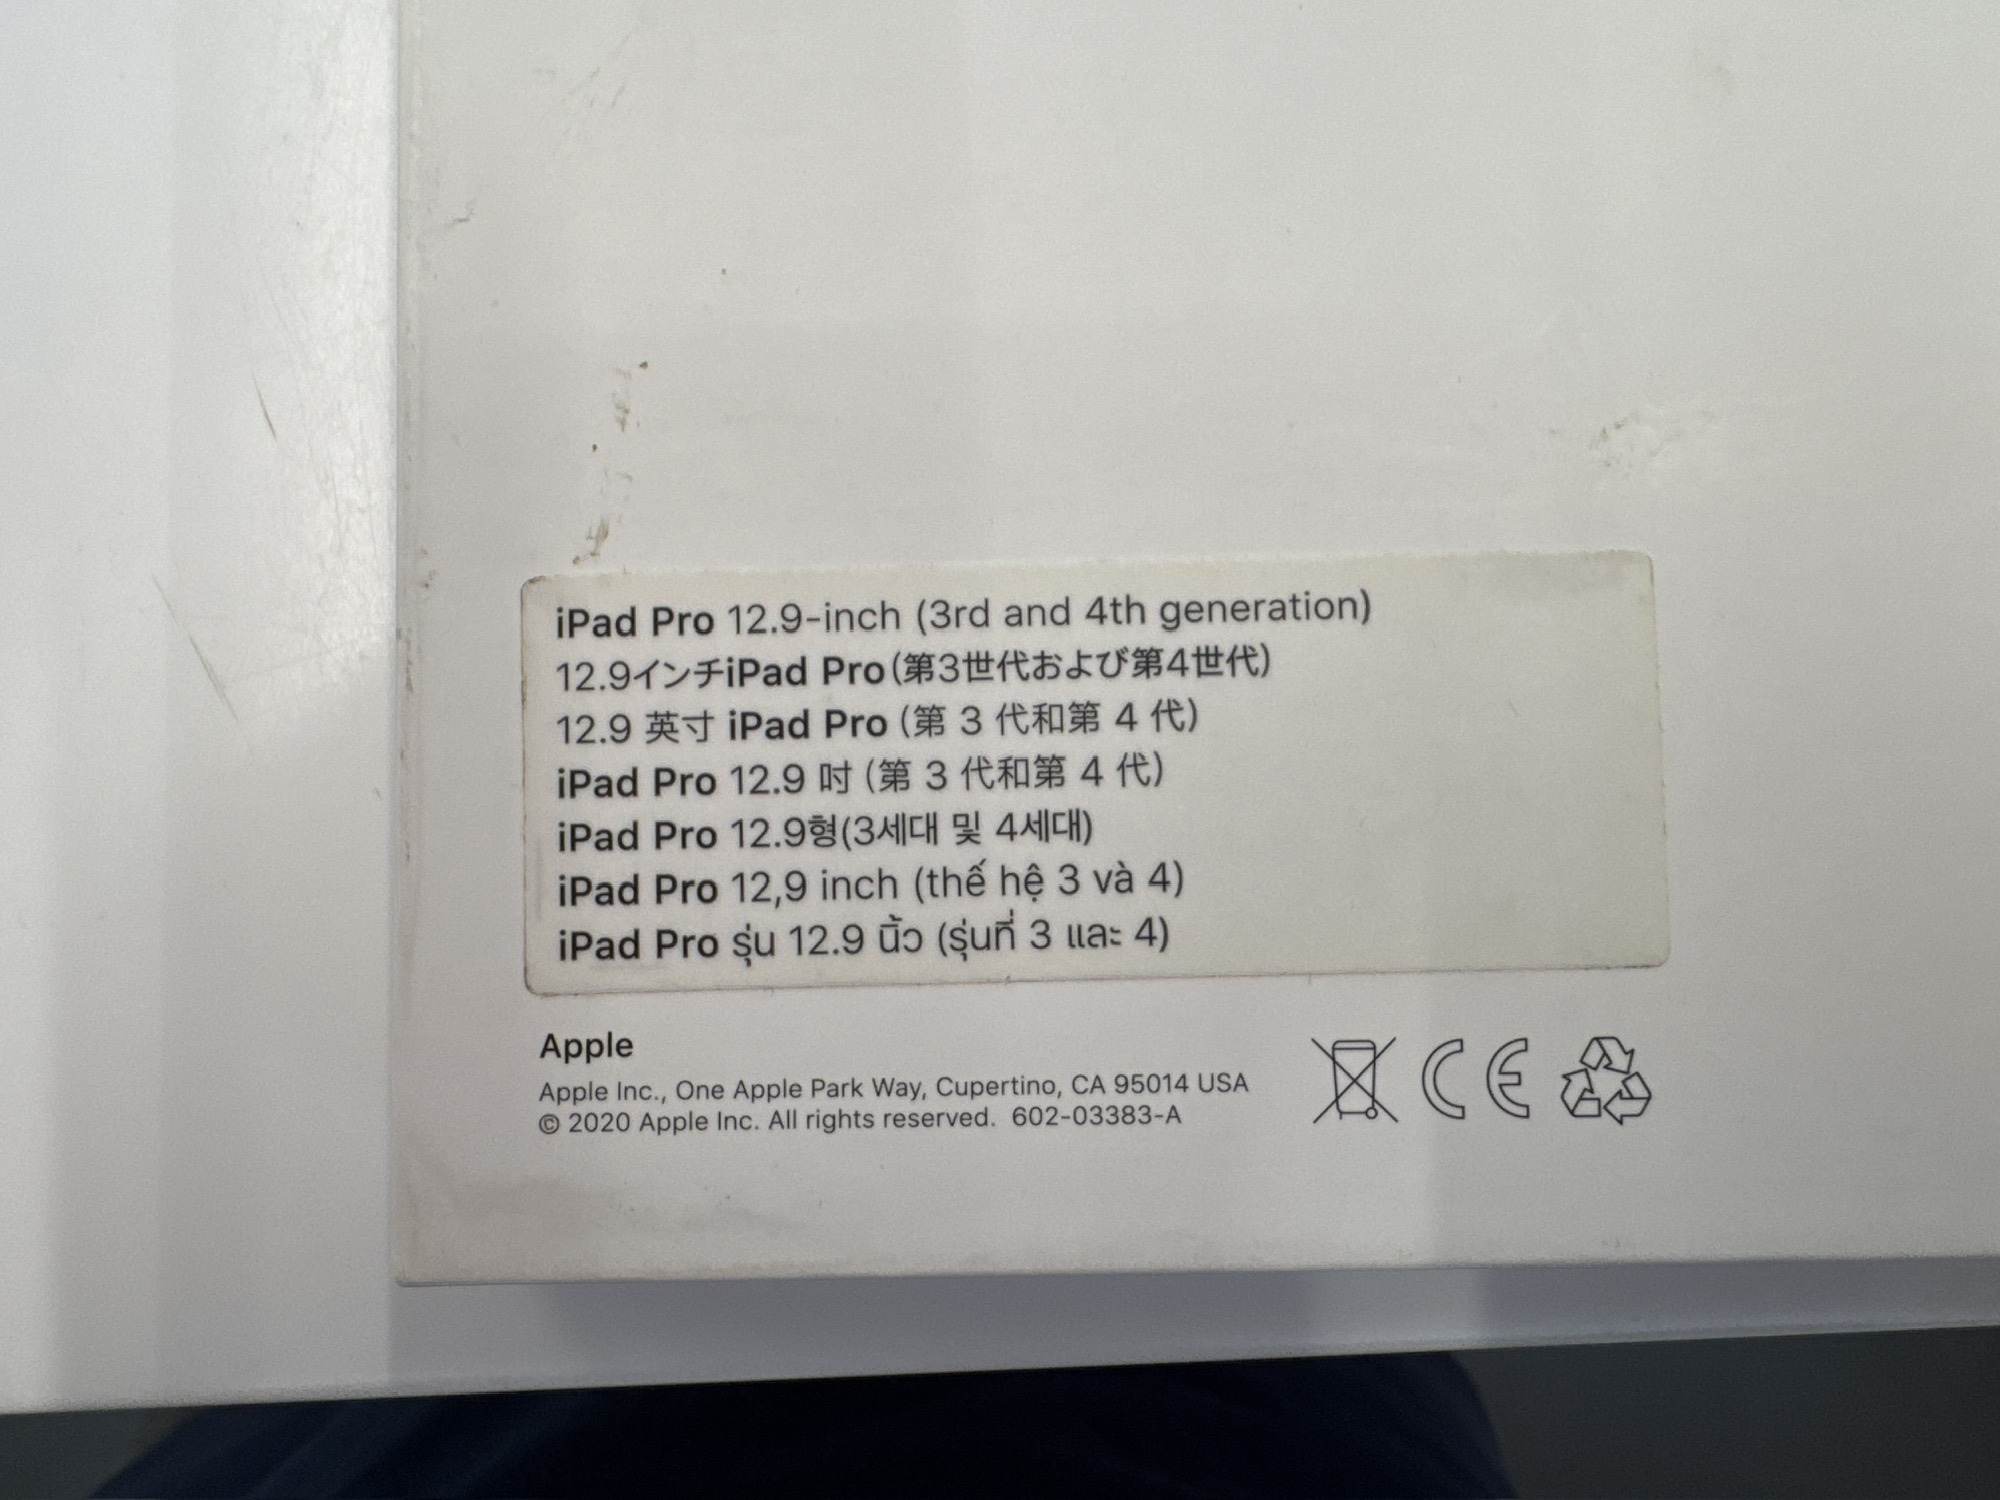 iPad Pro 12.9-inch (3rd and 4th generation)
12.9インチiPad Pro(第3世代および第4世代)
12.9 英寸 iPad Pro (第 3 代和第 4 代)
iPad Pro 12.9 吋 (第 3 代和第 4 代)
iPad Pro 12.9형(3세대 및 4세대)
iPad Pro 12,9 inch (thế hệ 3 và 4)
iPad Pro รุ่น 12.9 นิ้ว (รุ่นที่ 3 และ 4)
Apple
Apple Inc., One Apple Park Way, Cupertino, CA 95014 USA
© 2020 Apple Inc. All rights reserved. 602-03383-A
CE